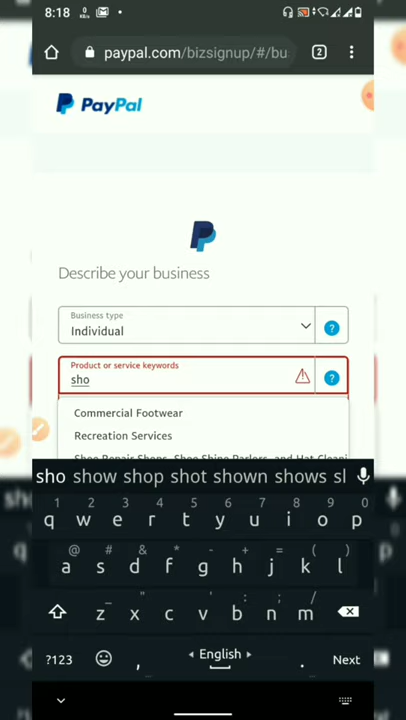 8:18
0
KB/s
paypal.com/bizsignup/#/bu
2
PayPal
Describe your business
Business type
Individual
?
Product or service keywords
sho
?
Commercial Footwear
Recreation Services
Shoe Repair Shops, Shoe Shine Parlors, and Hat Cleani
sho show shop shot shown shows sl
1 2 3 4 5 6 7 8 9 0
q w e r t y u i o p
@ # & * - + = ( )
a s d f g h j k l
_ " ' : ; /
z x c v b n m
?123 , English . Next